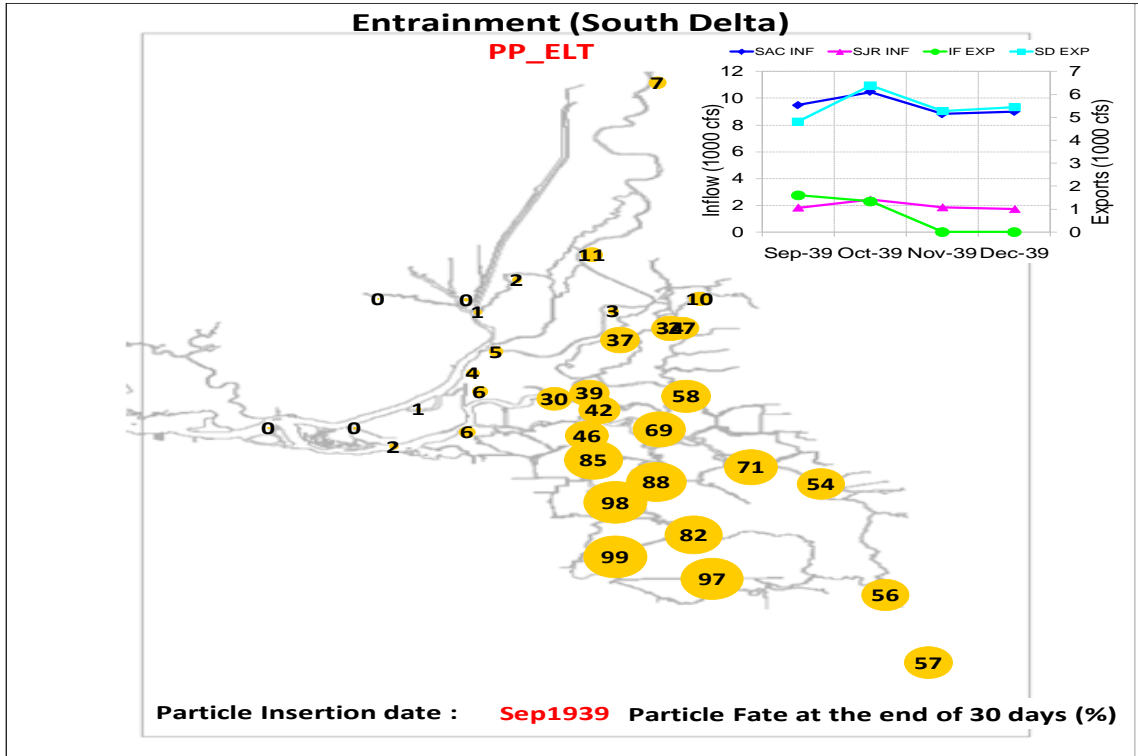 Entrainment (South Delta)
PP_ELT
SAC INF SJR INF IF EXP SD EXP
12 7
10 6
8 5
6 4
4 3
2 2
0 1
0
Inflow (1000 cfs)
Exports (1000 cfs)
Sep-39 Oct-39 Nov-39 Dec-39
7
11
2
0 0 10
1 3
37 27
5
4
6 30 39 58
1 42
0 0 6 46 69
2 85 71
88 54
98
82
99
97
56
57
Particle Insertion date : Sep1939 Particle Fate at the end of 30 days (%)